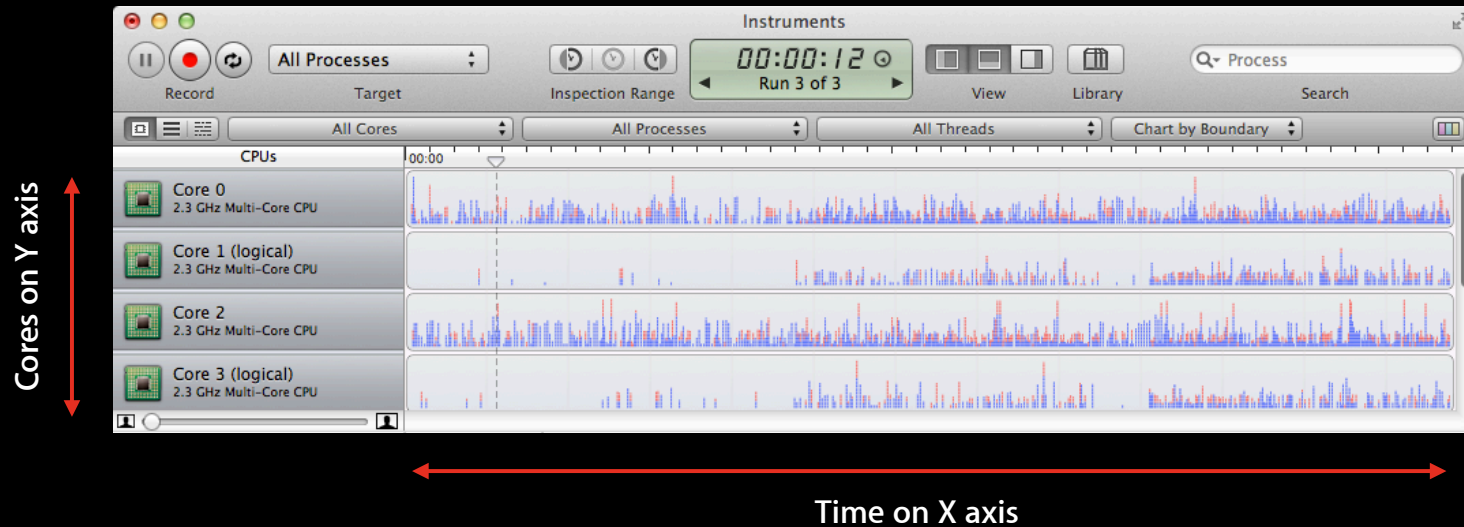 Instruments
All Processes
00:00:12
Run 3 of 3
Process
Record
Target
Inspection Range
View
Library
Search
All Cores
All Processes
All Threads
Chart by Boundary
CPUs
00:00
Cores on Y axis
Core 0
2.3 GHz Multi-Core CPU
Core 1 (logical)
2.3 GHz Multi-Core CPU
Core 2
2.3 GHz Multi-Core CPU
Core 3 (logical)
2.3 GHz Multi-Core CPU
Time on X axis